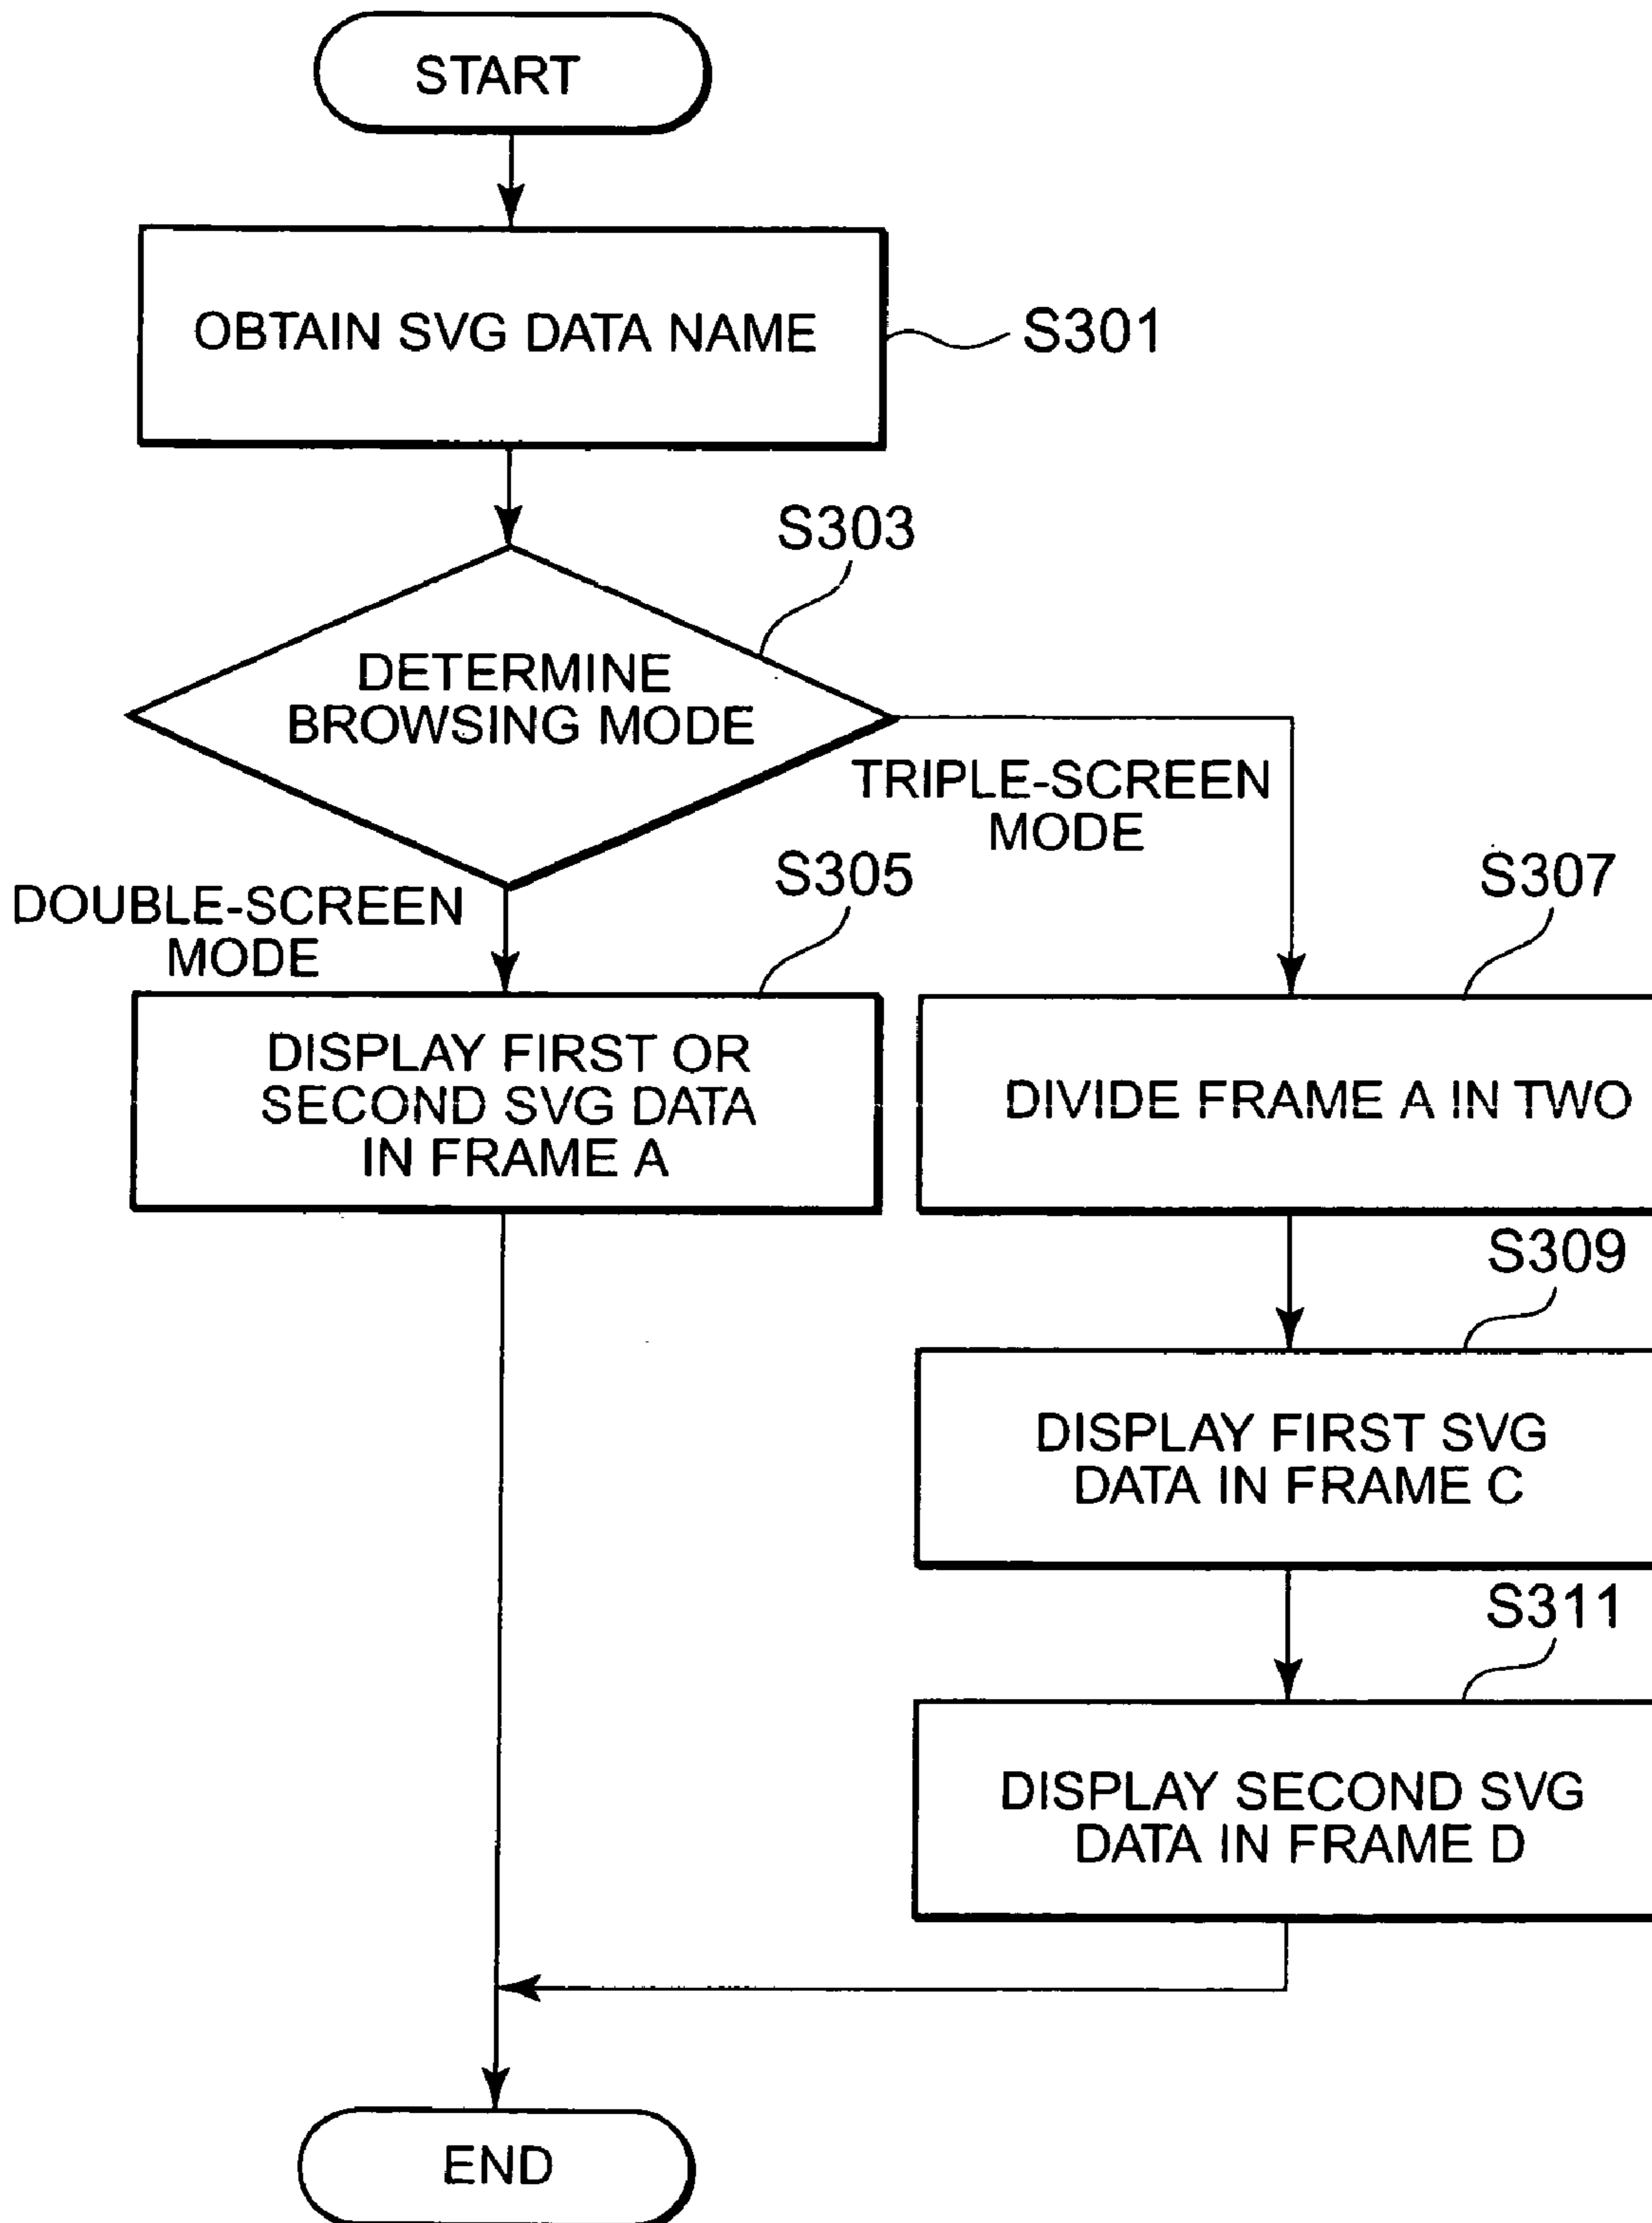 START
OBTAIN SVG DATA NAME
S301
S303
DETERMINE
BROWSING MODE
TRIPLE-SCREEN
MODE
DOUBLE-SCREEN
MODE
S305
DISPLAY FIRST OR
SECOND SVG DATA
IN FRAME A
S307
DIVIDE FRAME A IN TWO
S309
DISPLAY FIRST SVG
DATA IN FRAME C
S311
DISPLAY SECOND SVG
DATA IN FRAME D
END